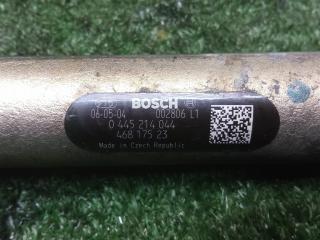 BOSCH
06-05-04 002806 L1
0 445 214 044
468 175 23
Made in Czech Republic